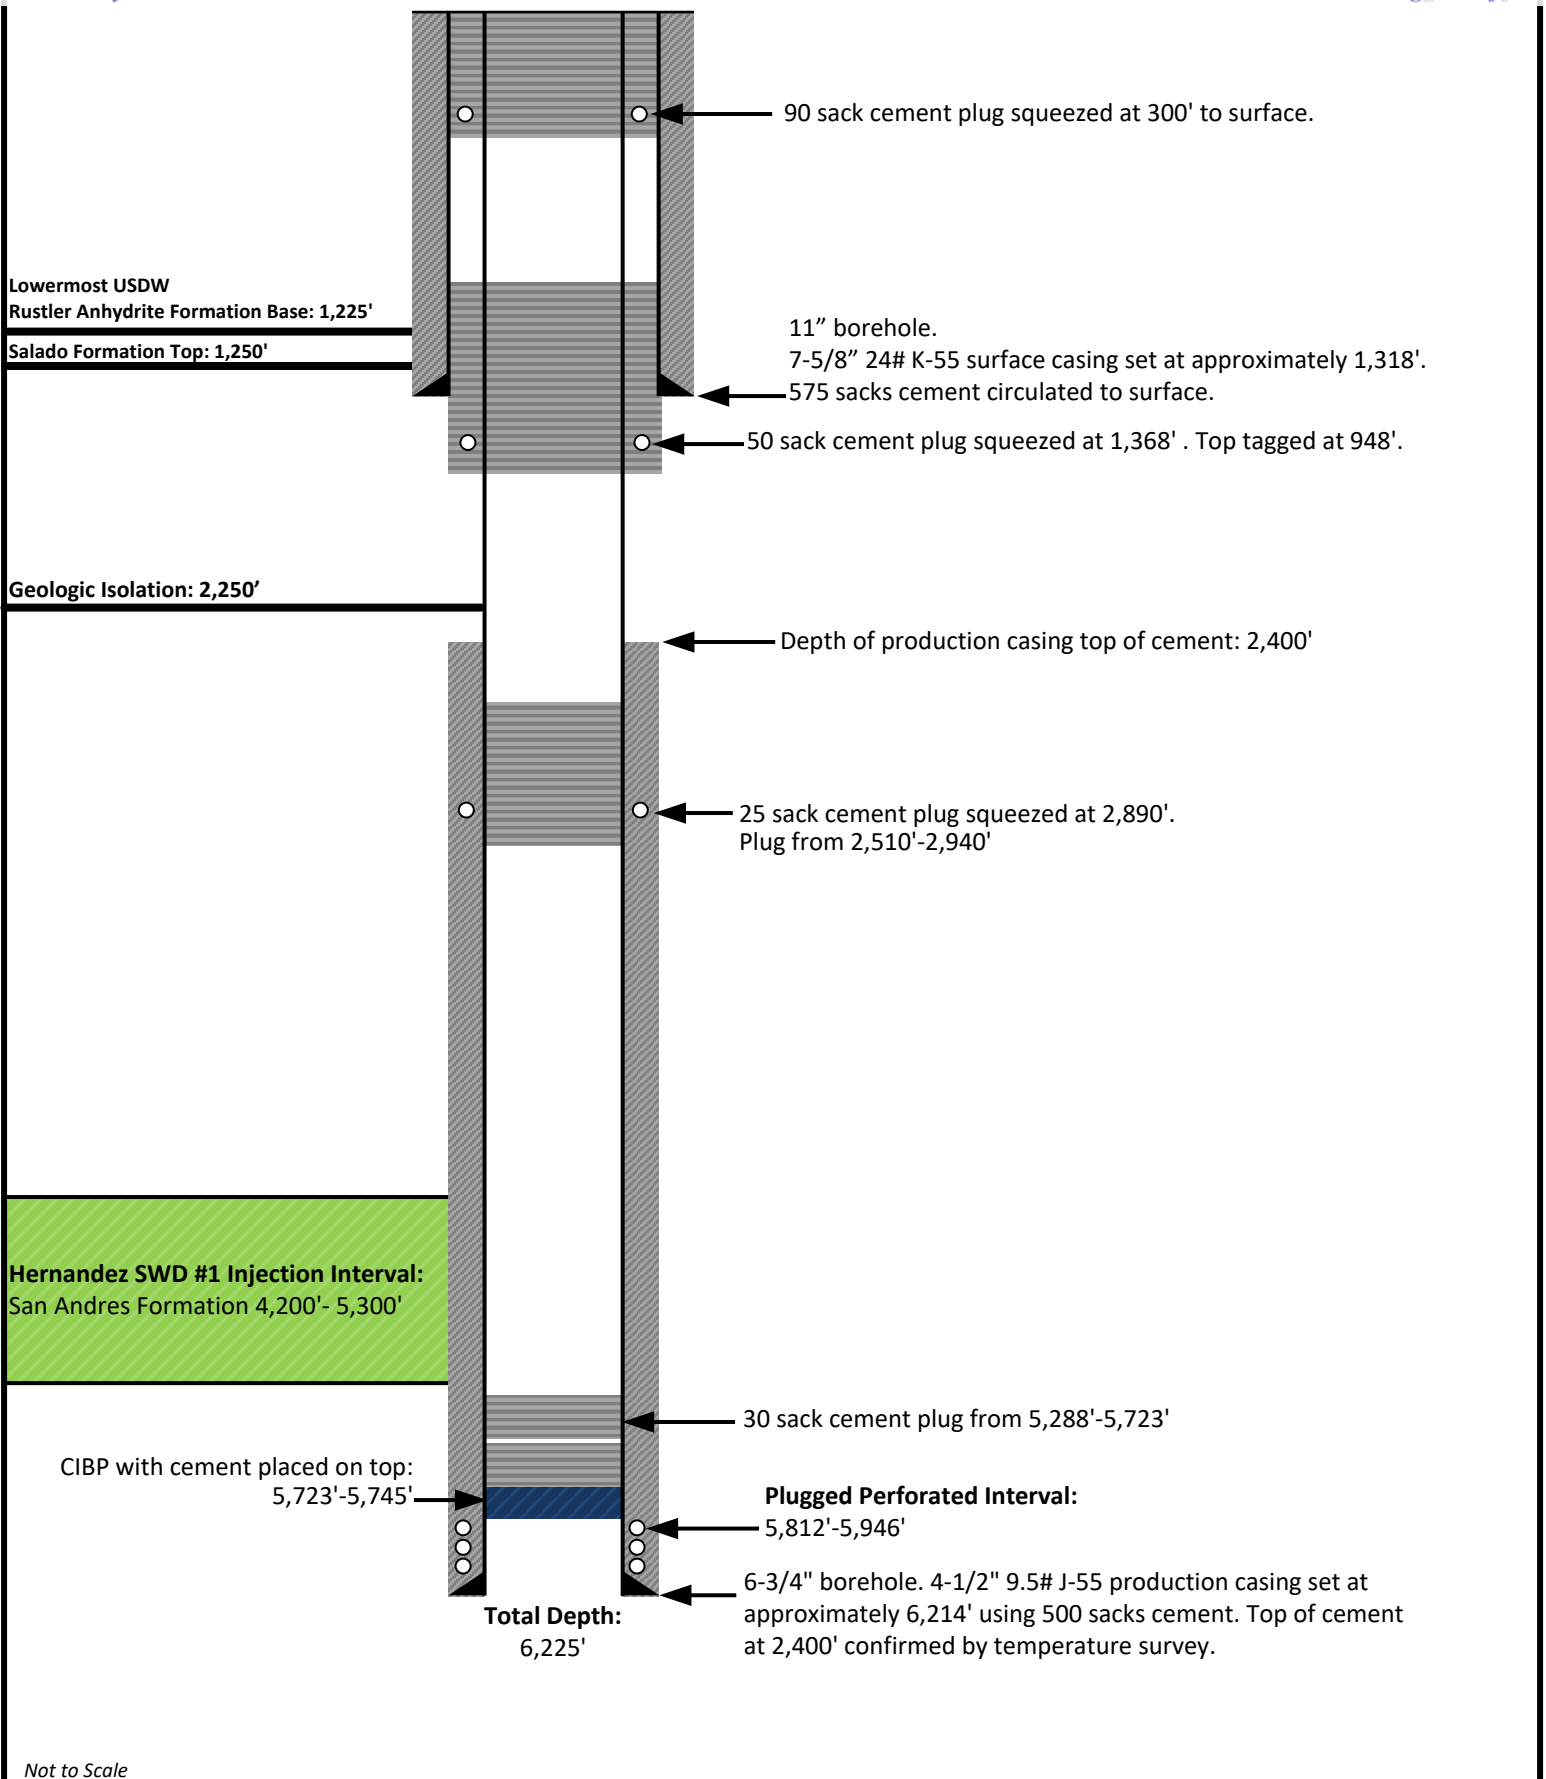 90 sack cement plug squeezed at 300' to surface.
Lowermost USDW
Rustler Anhydrite Formation Base: 1,225'
Salado Formation Top: 1,250'
11” borehole.
7-5/8” 24# K-55 surface casing set at approximately 1,318'.
575 sacks cement circulated to surface.
50 sack cement plug squeezed at 1,368' . Top tagged at 948'.
Geologic Isolation: 2,250’
Depth of production casing top of cement: 2,400'
25 sack cement plug squeezed at 2,890'.
Plug from 2,510'-2,940'
Hernandez SWD #1 Injection Interval:
San Andres Formation 4,200'- 5,300'
30 sack cement plug from 5,288'-5,723'
CIBP with cement placed on top:
5,723'-5,745'
Plugged Perforated Interval:
5,812'-5,946'
6-3/4" borehole. 4-1/2" 9.5# J-55 production casing set at
approximately 6,214' using 500 sacks cement. Top of cement
at 2,400' confirmed by temperature survey.
Total Depth:
6,225'
Not to Scale